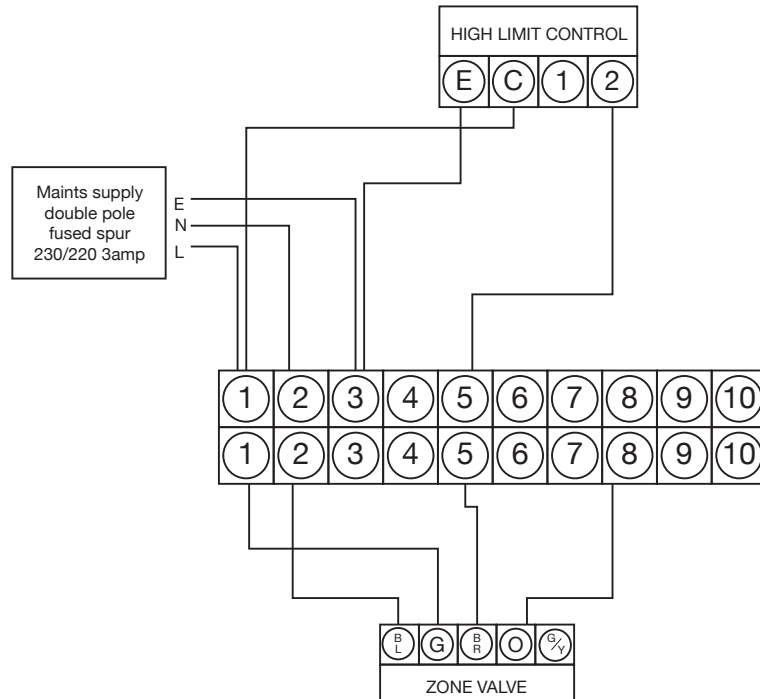 HIGH LIMIT CONTROL
E C 1 2
Maints supply
double pole
fused spur
230/220 3amp
E
N
L
1 2 3 4 5 6 7 8 9 10
1 2 3 4 5 6 7 8 9 10
B
L
G
B
R
O
G/Y
ZONE VALVE